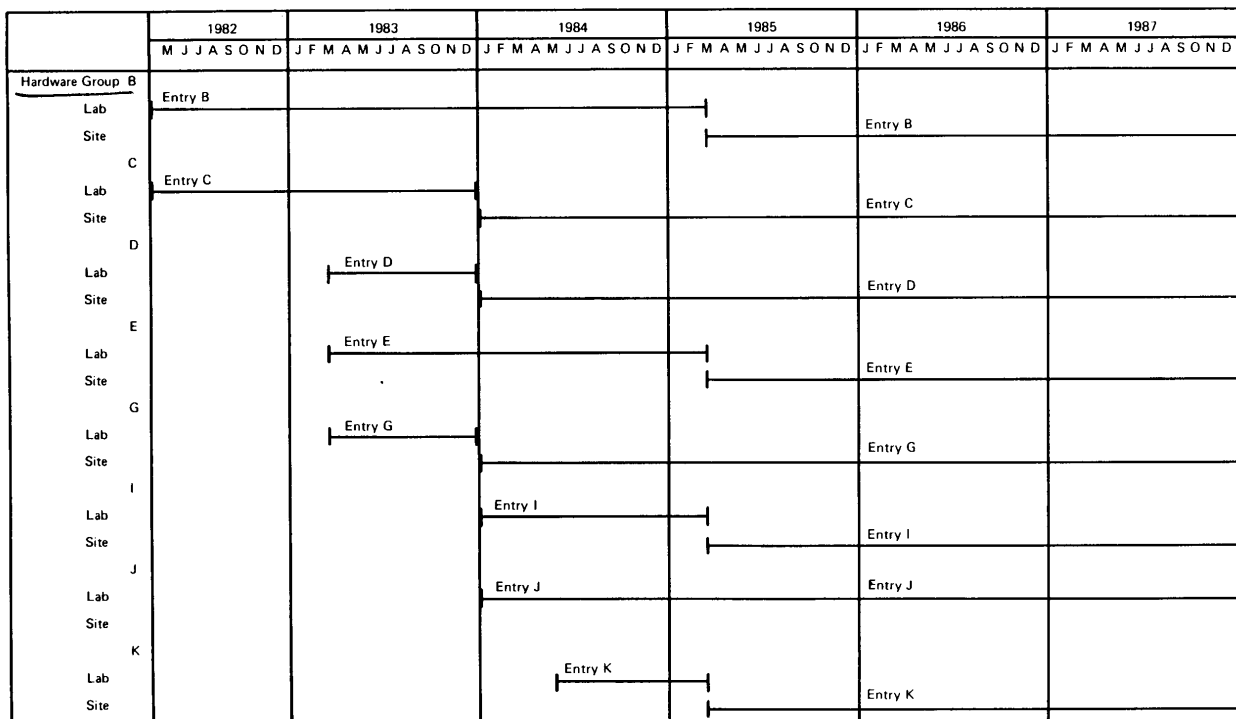 1982 1983 1984 1985 1986 1987
M J J A S O N D J F M A M J J A S O N D J F M A M J J A S O N D J F M A M J J A S O N D J F M A M J J A S O N D J F M A M J J A S O N D
Hardware Group B
Entry B
Lab
Entry B
Site
C
Entry C
Lab
Entry C
Site
D
Entry D
Lab
Entry D
Site
E
Entry E
Lab
Entry E
Site
G
Entry G
Lab
Entry G
Site
I
Entry I
Lab
Entry I
Site
J
Entry J Entry J
Lab
Site
K
Entry K
Lab
Entry K
Site